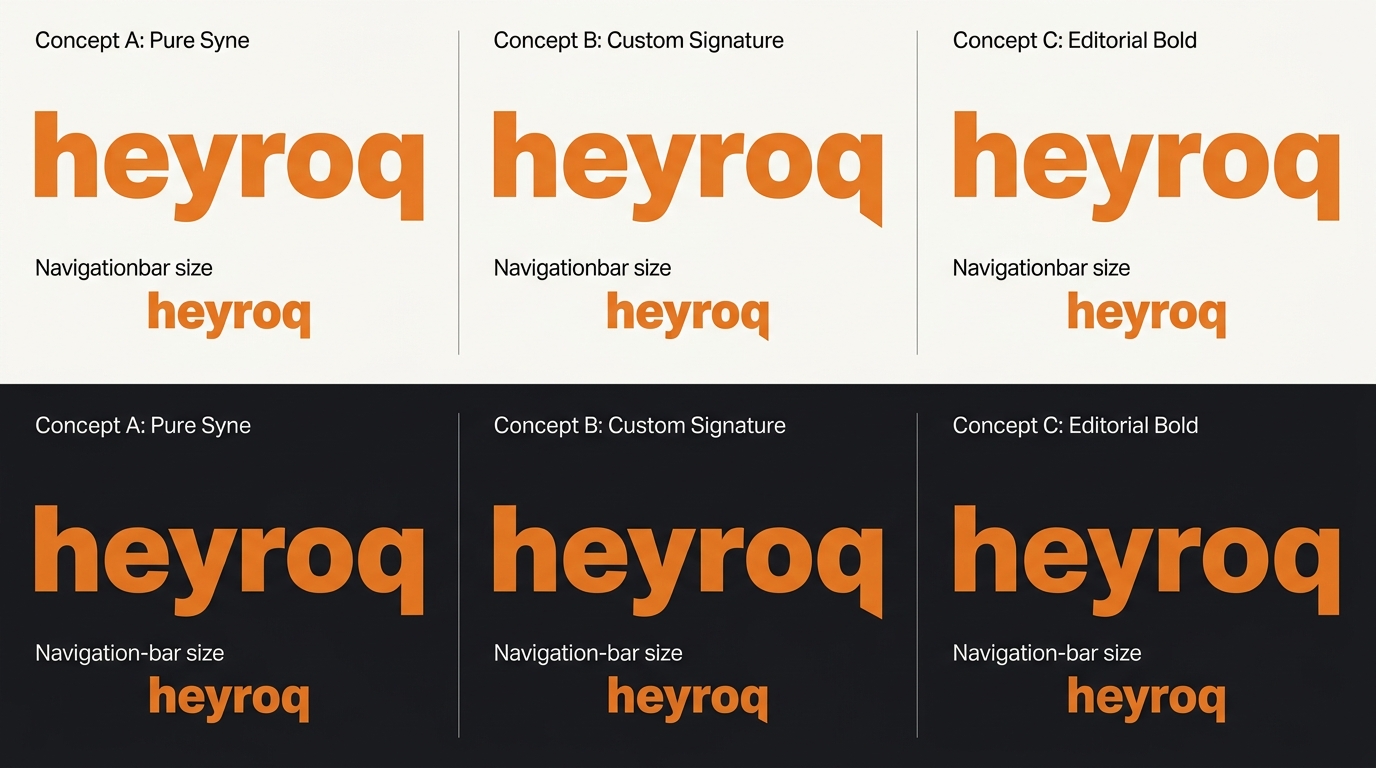 Concept A: Pure Syne
heyroq
Navigationbar size
heyroq
Concept B: Custom Signature
heyroq
Navigationbar size
heyroq
Concept C: Editorial Bold
heyroq
Navigationbar size
heyroq
Concept A: Pure Syne
heyroq
Navigation-bar size
heyroq
Concept B: Custom Signature
heyroq
Navigation-bar size
heyroq
Concept C: Editorial Bold
heyroq
Navigation-bar size
heyroq